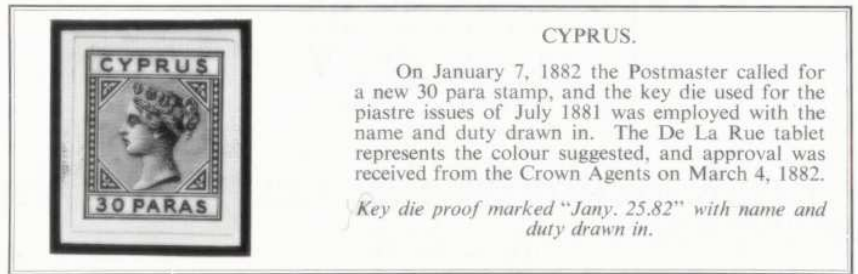 CYPRUS
30 PARAS
CYPRUS.
On January 7, 1882 the Postmaster called for
a new 30 para stamp, and the key die used for the
piastre issues of July 1881 was employed with the
name and duty drawn in. The De La Rue tablet
represents the colour suggested, and approval was
received from the Crown Agents on March 4, 1882.
Key die proof marked “Jany. 25.82” with name and
duty drawn in.